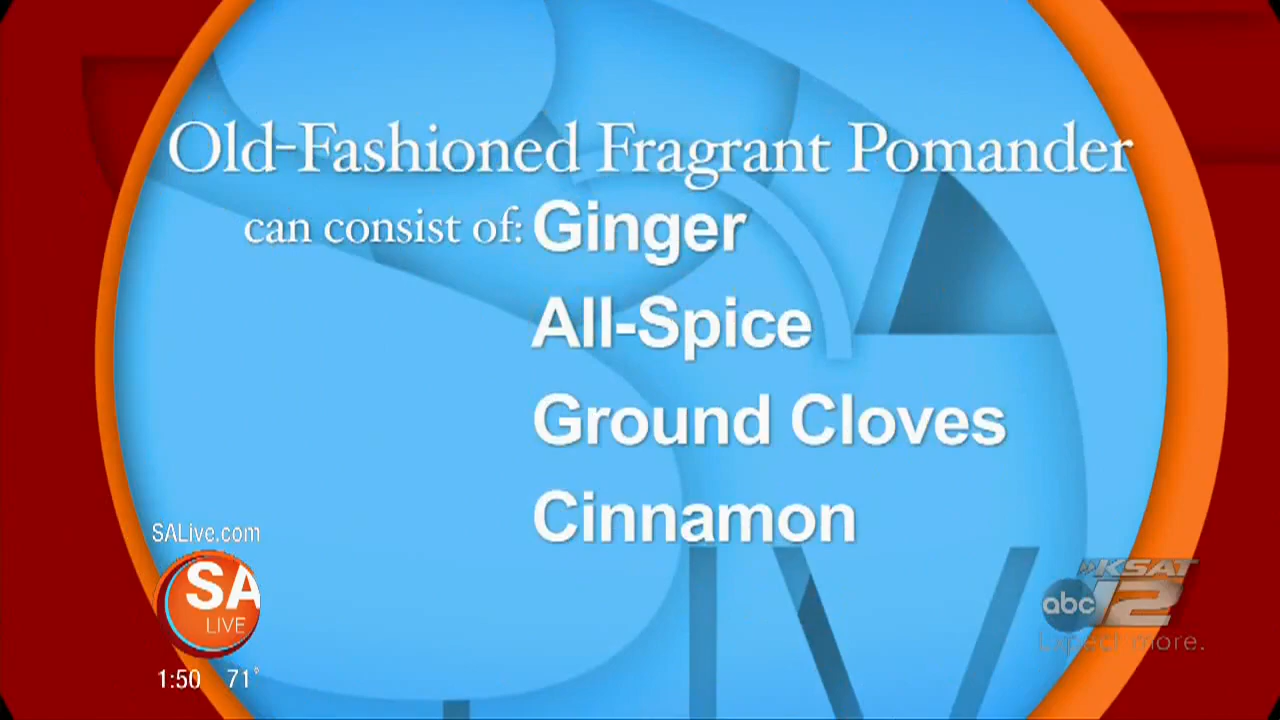 Old-Fashioned Fragrant Pomander
can consist of: Ginger
All-Spice
Ground Cloves
Cinnamon
SALive.com
SA
LIVE
1:50 71°
KSAT
abc 12
Expect more.